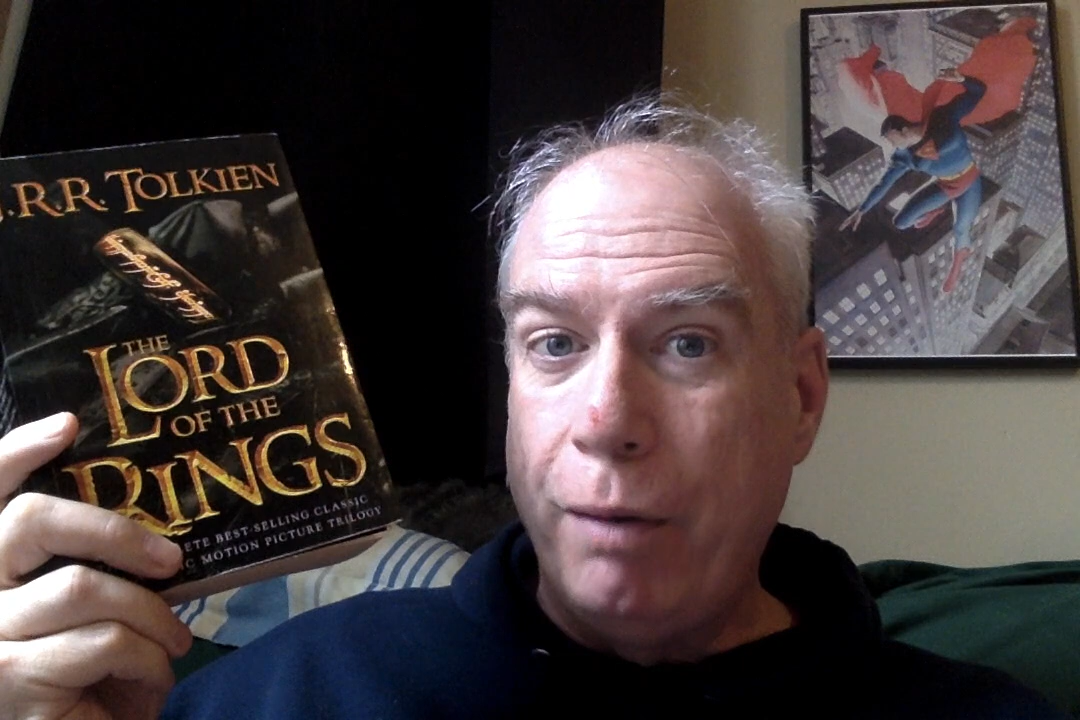 J.R.R. TOLKIEN
THE
LORD
OF THE
RINGS
ETE BEST-SELLING CLASSIC
C MOTION PICTURE TRILOGY